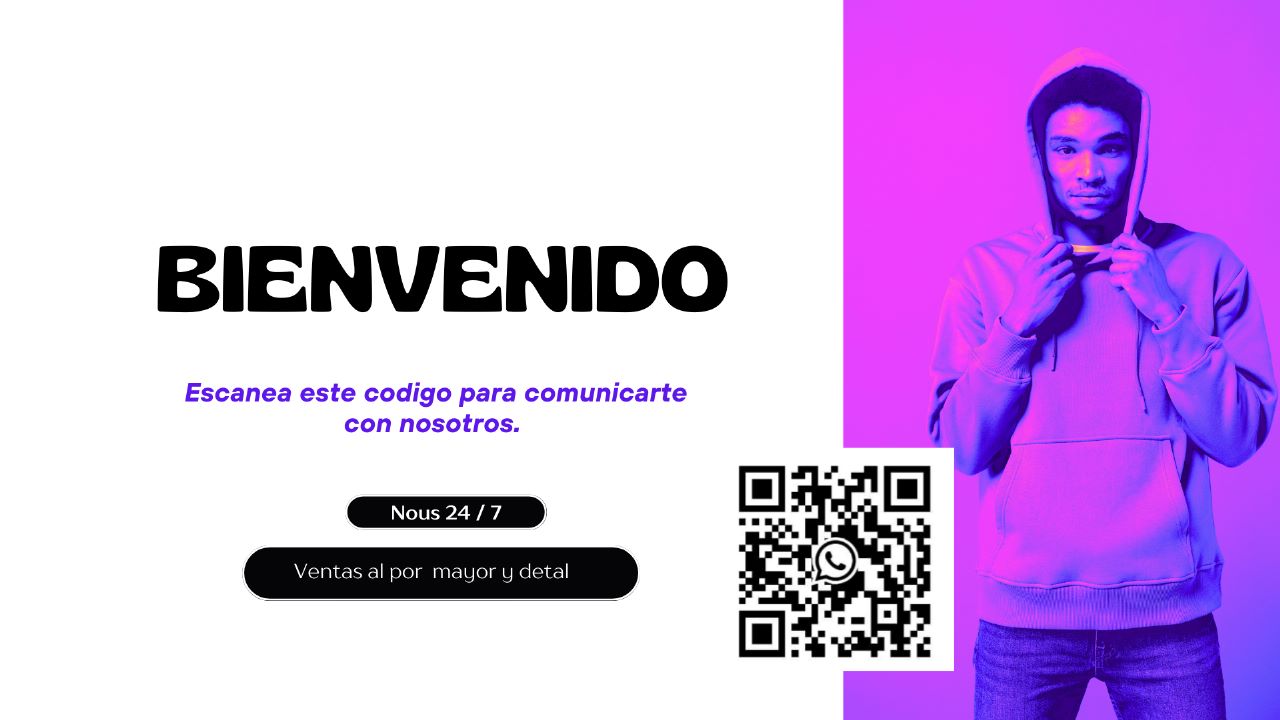 BIENVENIDO
Escanea este codigo para comunicarte
con nosotros.
Nous 24 / 7
Ventas al por mayor y detal